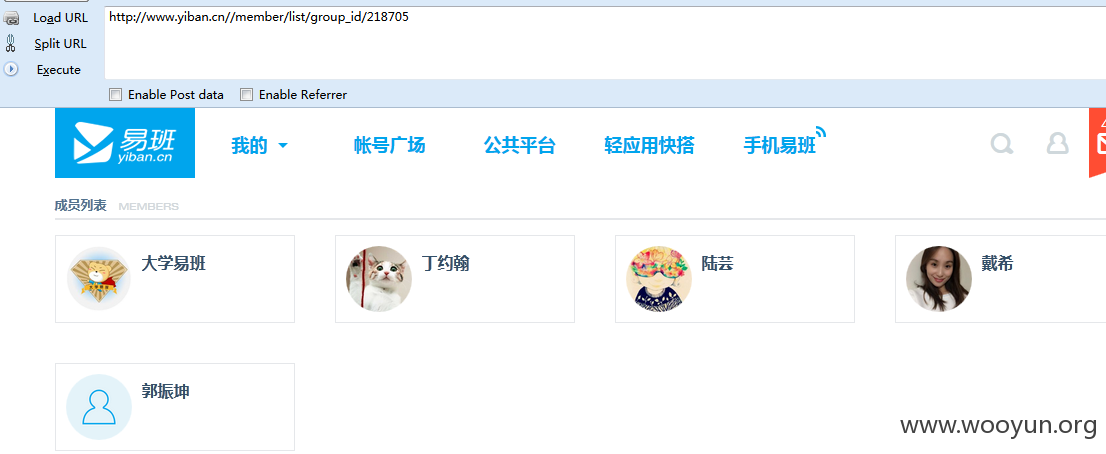 Load URL
http://www.yiban.cn//member/list/group_id/218705
Split URL
Execute
Enable Post data
Enable Referrer
易班
yiban.cn
我的
帐号广场
公共平台
轻应用快搭
手机易班
成员列表 MEMBERS
大学易班
丁约翰
陆芸
戴希
郭振坤
www.wooyun.org